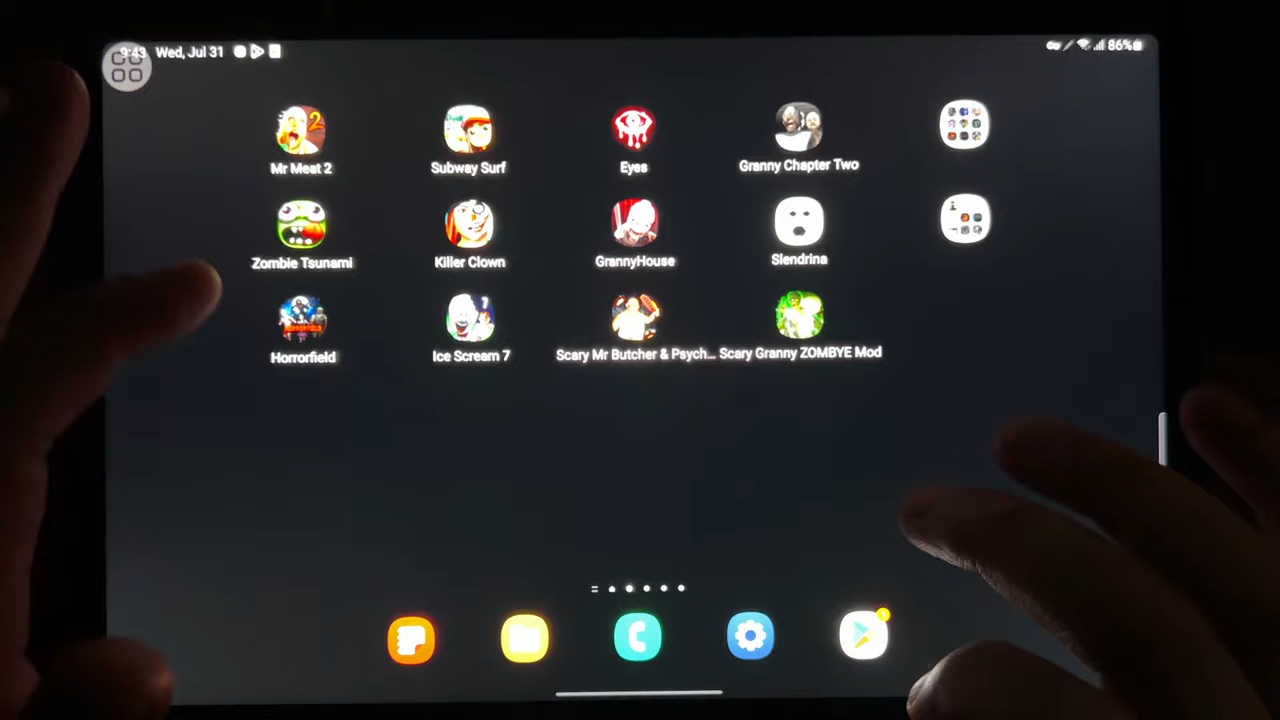 9:43 Wed, Jul 31
86%
Mr Meat 2
Subway Surf
Eyes
Granny Chapter Two
Zombie Tsunami
Killer Clown
GrannyHouse
Slendrina
Horrorfield
Ice Scream 7
Scary Mr Butcher & Psych...
Scary Granny ZOMBYE Mod